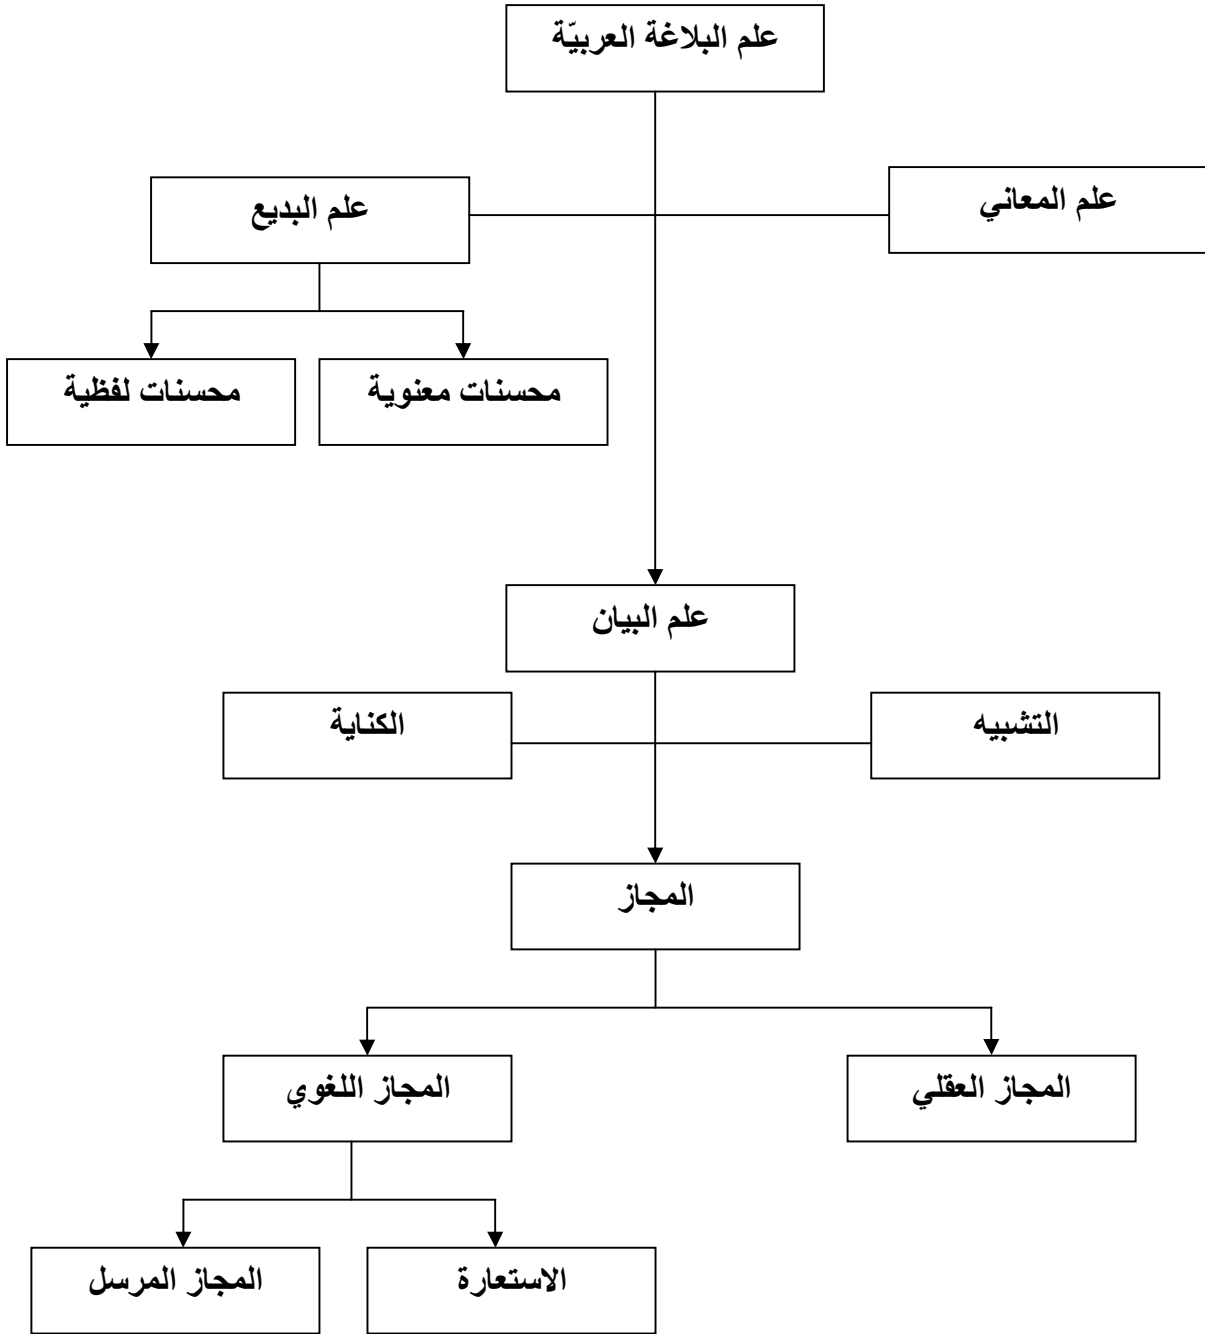 علم البلاغة العربيّة
علم المعاني
علم البديع
محسنات معنوية
محسنات لفظية
علم البيان
التشبيه
الكناية
المجاز
المجاز العقلي
المجاز اللغوي
الاستعارة
المجاز المرسل